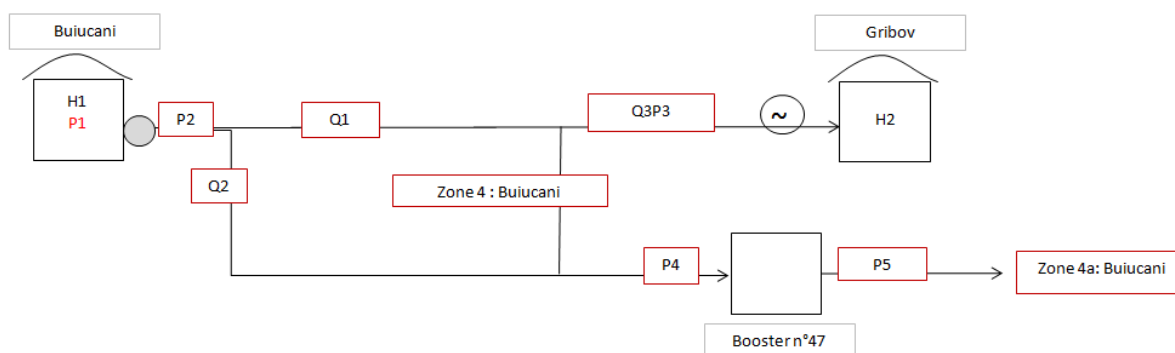 Buiucani
Gribov
H1
P1
P2
Q1
Q3P3
~
H2
Q2
Zone 4 : Buiucani
P4
P5
Zone 4a: Buiucani
Booster n°47